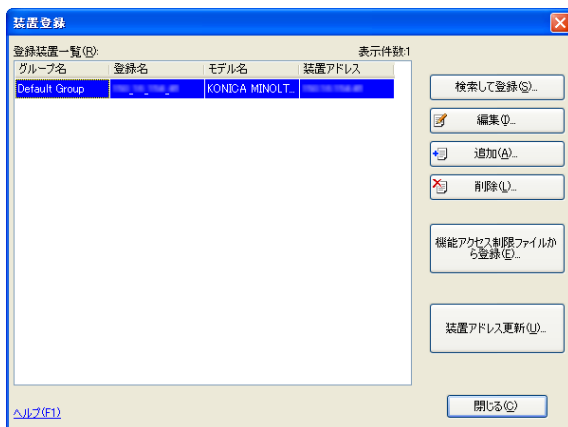 装置登録
登録装置一覧(R):
表示件数:1
グループ名 登録名 モデル名 装置アドレス
Default Group KONICA MINOLT...
検索して登録(S)...
編集(I)...
追加(A)...
削除(L)...
機能アクセス制限ファイルか
ら登録(E)...
装置アドレス更新(U)...
ヘルプ(F1)
閉じる(C)